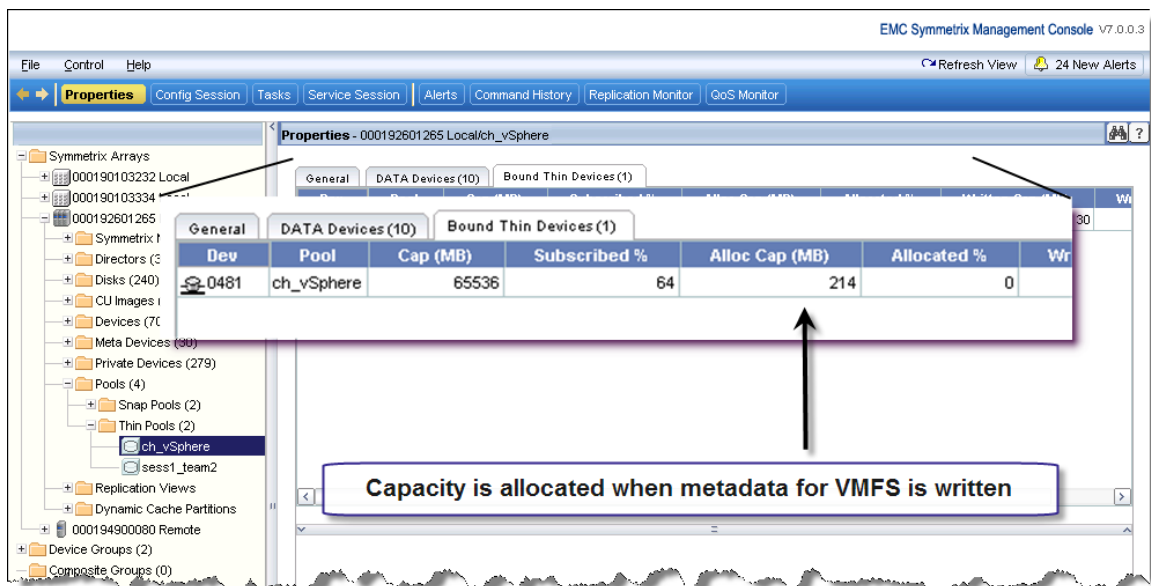 EMC Symmetrix Management Console V7.0.0.3
File Control Help Refresh View 24 New Alerts
Properties Config Session Tasks Service Session Alerts Command History Replication Monitor QoS Monitor
Properties - 000192601265 Local/ch_vSphere ?
Symmetrix Arrays
000190103232 Local
000190103334
000192601265
Symmetrix
Directors
Disks (240)
CU Images
Devices
Meta Devices (30)
Private Devices (279)
Pools (4)
Snap Pools (2)
Thin Pools (2)
ch_vSphere
sess1_team2
Replication Views
Dynamic Cache Partitions
000194900080 Remote
Device Groups (2)
Composite Groups (0)
General DATA Devices (10) Bound Thin Devices (1)
30
General DATA Devices (10) Bound Thin Devices (1)
Dev Pool Cap (MB) Subscribed % Alloc Cap (MB) Allocated % Wr
0481 ch_vSphere 65536 64 214 0
Capacity is allocated when metadata for VMFS is written